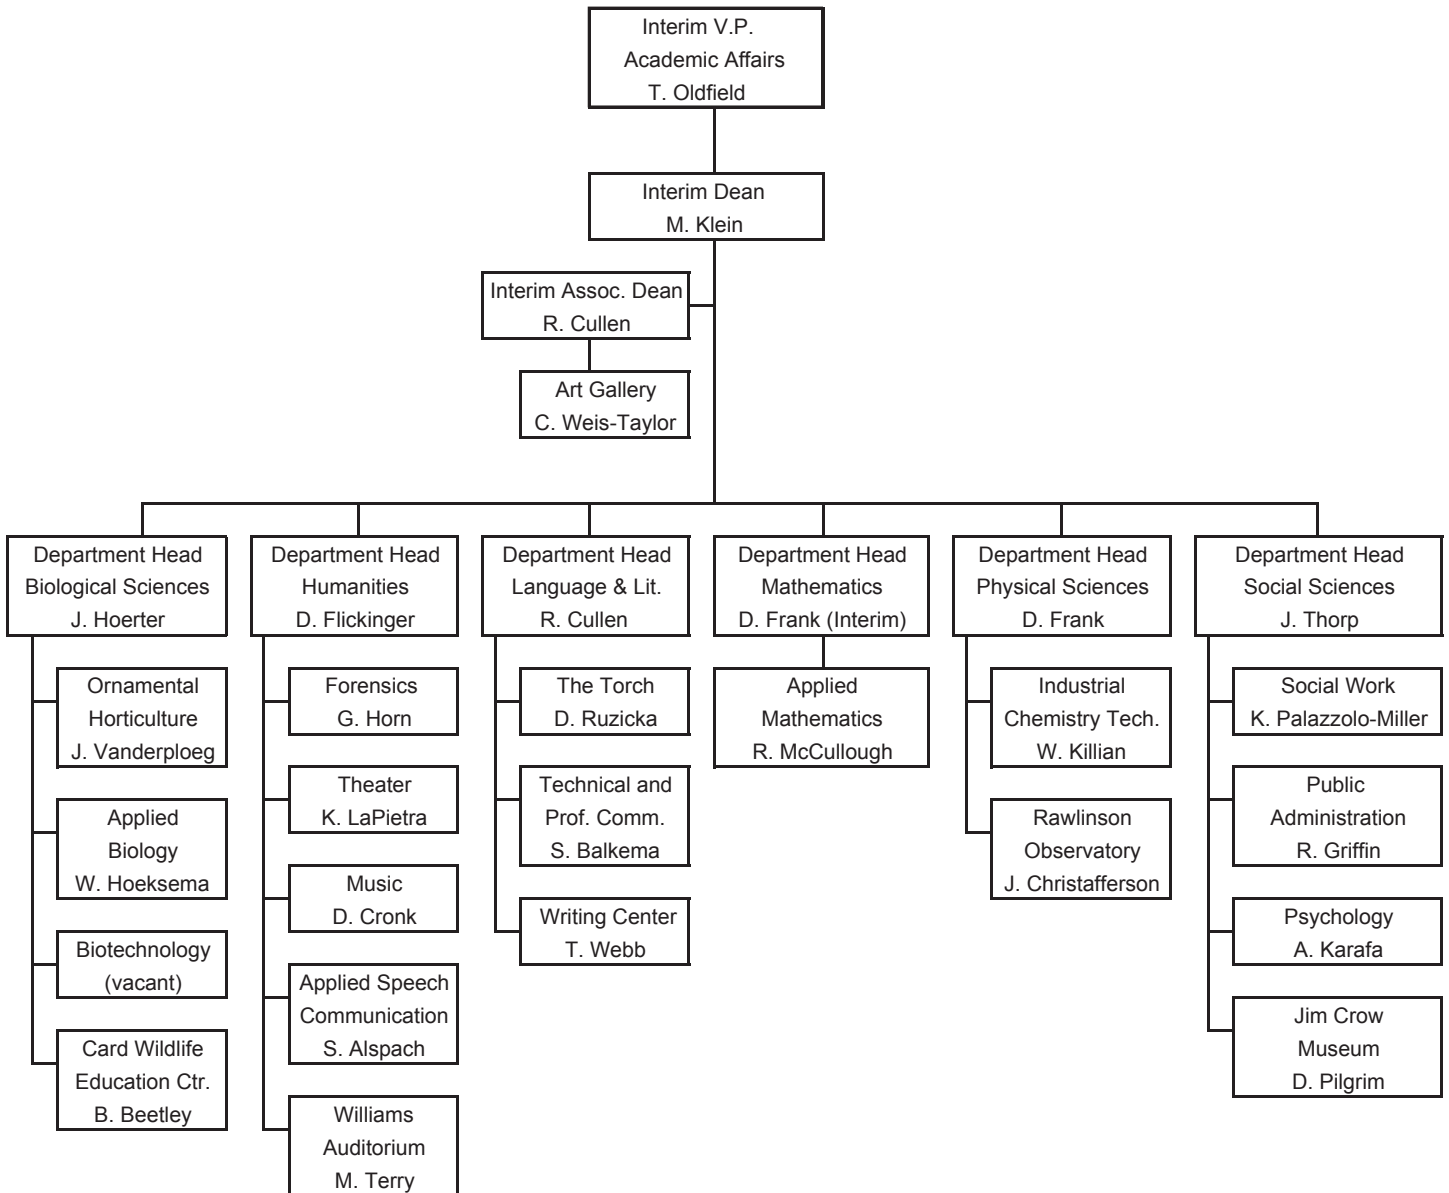 Interim V.P.
Academic Affairs
T. Oldfield
Interim Dean
M. Klein
Interim Assoc. Dean
R. Cullen
Art Gallery
C. Weis-Taylor
Department Head
Biological Sciences
J. Hoerter
Ornamental
Horticulture
J. Vanderploeg
Applied
Biology
W. Hoeksema
Biotechnology
(vacant)
Card Wildlife
Education Ctr.
B. Beetley
Department Head
Humanities
D. Flickinger
Forensics
G. Horn
Theater
K. LaPietra
Music
D. Cronk
Applied Speech
Communication
S. Alspach
Williams
Auditorium
M. Terry
Department Head
Language & Lit.
R. Cullen
The Torch
D. Ruzicka
Technical and
Prof. Comm.
S. Balkema
Writing Center
T. Webb
Department Head
Mathematics
D. Frank (Interim)
Applied
Mathematics
R. McCullough
Department Head
Physical Sciences
D. Frank
Industrial
Chemistry Tech.
W. Killian
Rawlinson
Observatory
J. Christafferson
Department Head
Social Sciences
J. Thorp
Social Work
K. Palazzolo-Miller
Public
Administration
R. Griffin
Psychology
A. Karafa
Jim Crow
Museum
D. Pilgrim